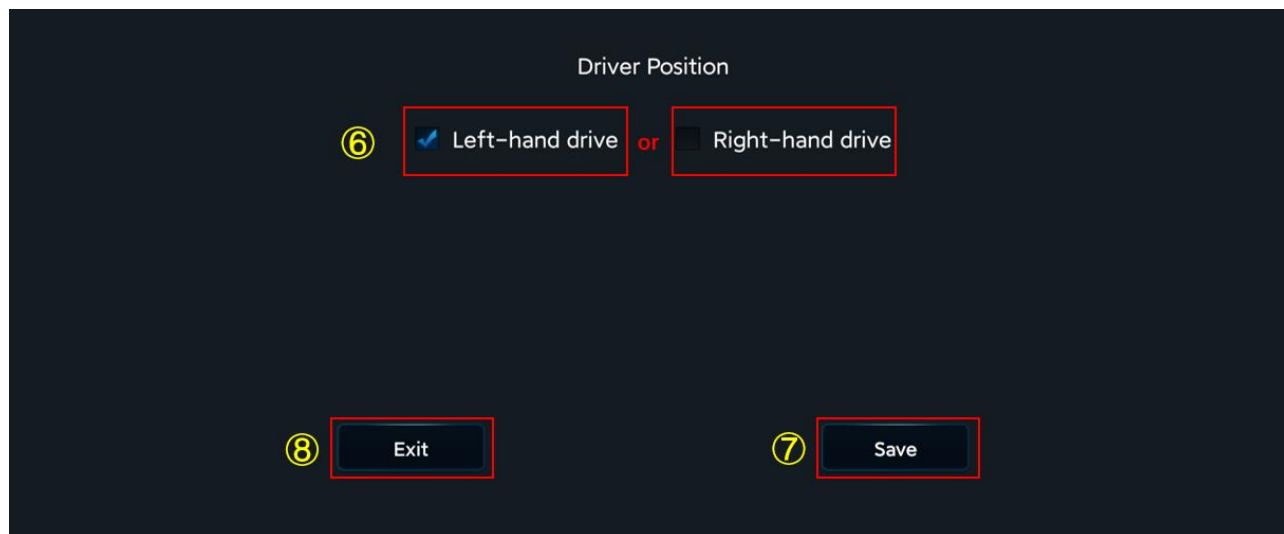 Driver Position
⑥ Left-hand drive or Right-hand drive
⑧ Exit ⑦ Save